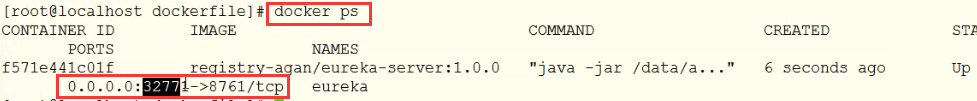 [root@localhost dockerfile]# docker ps
CONTAINER ID IMAGE COMMAND CREATED STA
PORTS NAMES
f571e441c01f registry-agan/eureka-server:1.0.0 "java -jar /data/a..." 6 seconds ago Up
0.0.0.0:32771->8761/tcp eureka